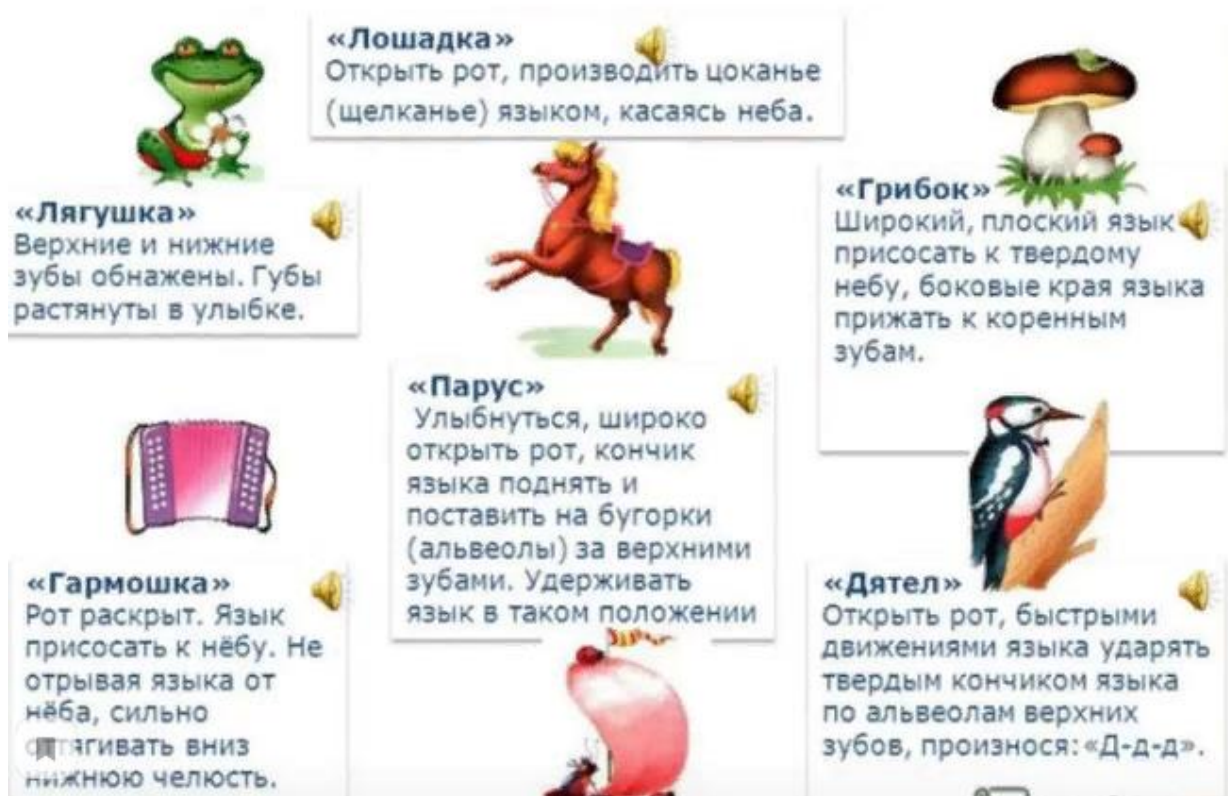 «Лошадка»
Открыть рот, производить цоканье
(щелканье) языком, касаясь неба.
«Лягушка»
Верхние и нижние
зубы обнажены. Губы
растянуты в улыбке.
«Грибок»
Широкий, плоский язык
присосать к твердому
небу, боковые края языка
прижать к коренным
зубам.
«Парус»
Улыбнуться, широко
открыть рот, кончик
языка поднять и
поставить на бугорки
(альвеолы) за верхними
зубами. Удерживать
язык в таком положении
«Гармошка»
Рот раскрыт. Язык
присосать к нёбу. Не
отрывая языка от
нёба, сильно
оттягивать вниз
нижнюю челюсть.
«Дятел»
Открыть рот, быстрыми
движениями языка ударять
твердым кончиком языка
по альвеолам верхних
зубов, произнося: «Д-д-д».